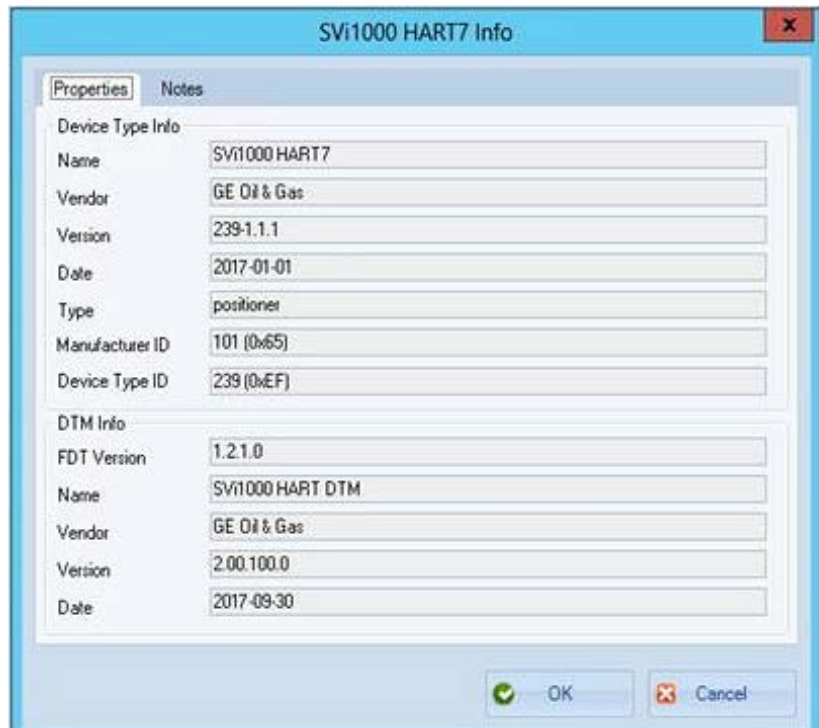 SVi1000 HART7 Info
Properties Notes
Device Type Info
Name SVi1000 HART7
Vendor GE Oil & Gas
Version 239-1.1.1
Date 2017-01-01
Type positioner
Manufacturer ID 101 (0x65)
Device Type ID 239 (0xEF)
DTM Info
FDT Version 1.2.1.0
Name SVi1000 HART DTM
Vendor GE Oil & Gas
Version 2.00.100.0
Date 2017-09-30
OK Cancel